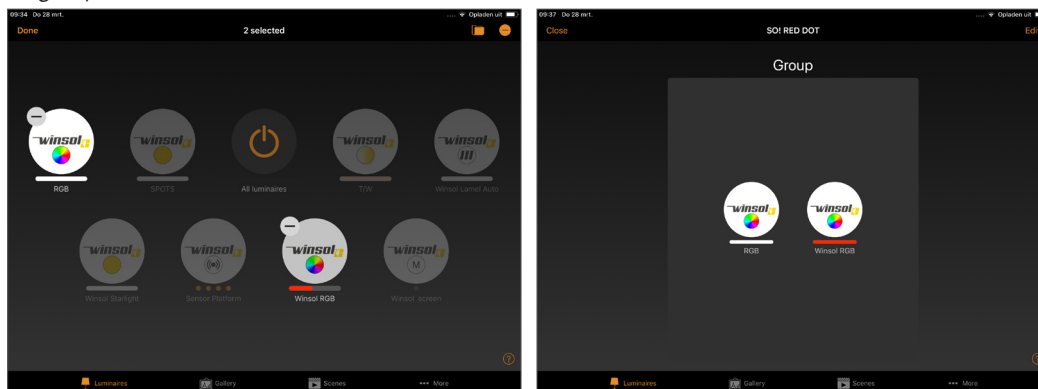 09:34 Do 28 mrt.
Opladen uit
Done
2 selected
winsol
RGB
winsol
SPOTS
All luminaires
winsol
T/W
winsol
Winsol Lamel Auto
winsol
Winsol Starlight
winsol
Sensor Platform
winsol
Winsol RGB
winsol
M
Winsol screen
?
Luminaires
Gallery
Scenes
More
09:37 Do 28 mrt.
Opladen uit
Close
SO! RED DOT
Group
winsol
RGB
winsol
Winsol RGB
Luminaires
Gallery
Scenes
More